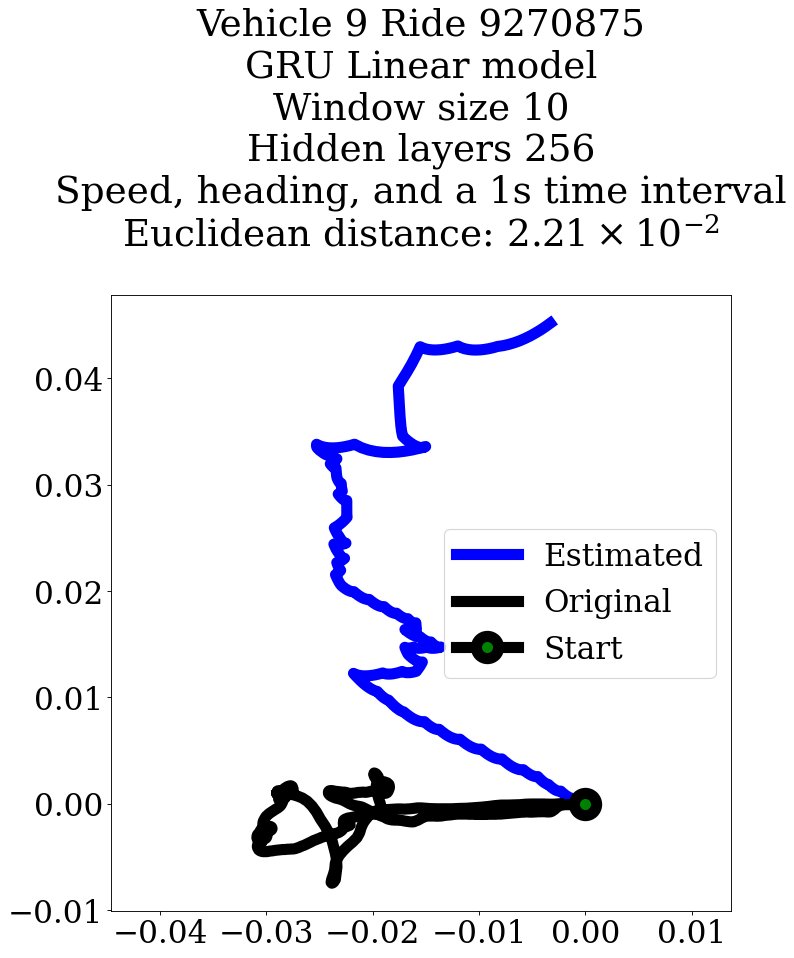 Vehicle 9 Ride 9270875
GRU Linear model
Window size 10
Hidden layers 256
Speed, heading, and a 1s time interval
Euclidean distance: 2.21 × 10⁻²
0.04
0.03
0.02
0.01
0.00
−0.01
Estimated
Original
Start
−0.04 −0.03 −0.02 −0.01 0.00 0.01